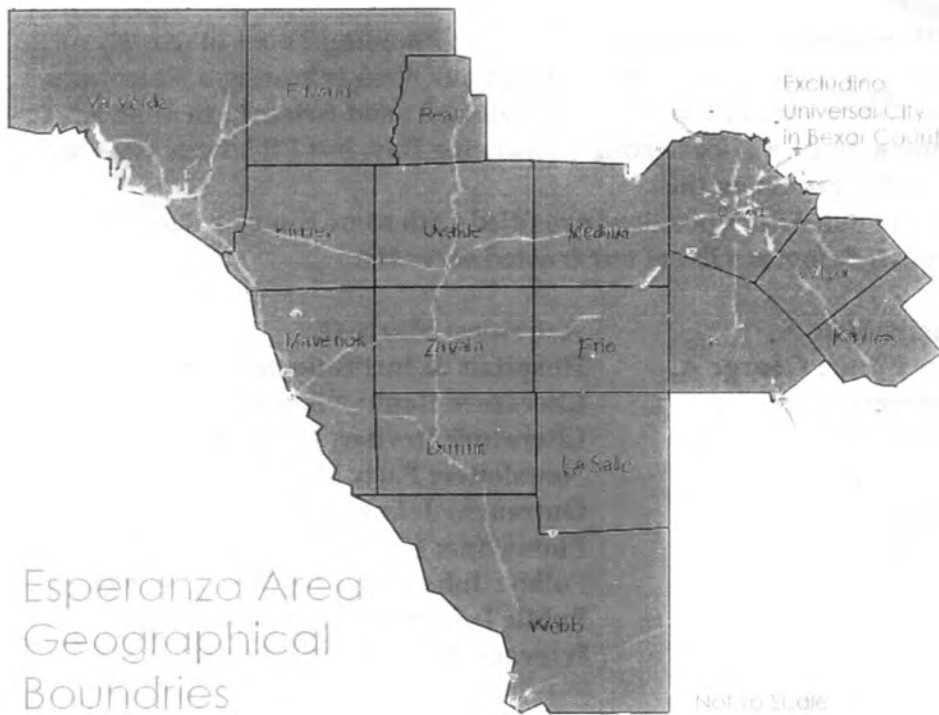 Excluding
Universal City
in Bexar County
Val Verde
Edwards
Real
Kinney
Uvalde
Medina
Bexar
Maverick
Zavala
Frio
Karnes
Dimmit
La Salle
Webb
Esperanza Area
Geographical
Boundries
Not to Scale